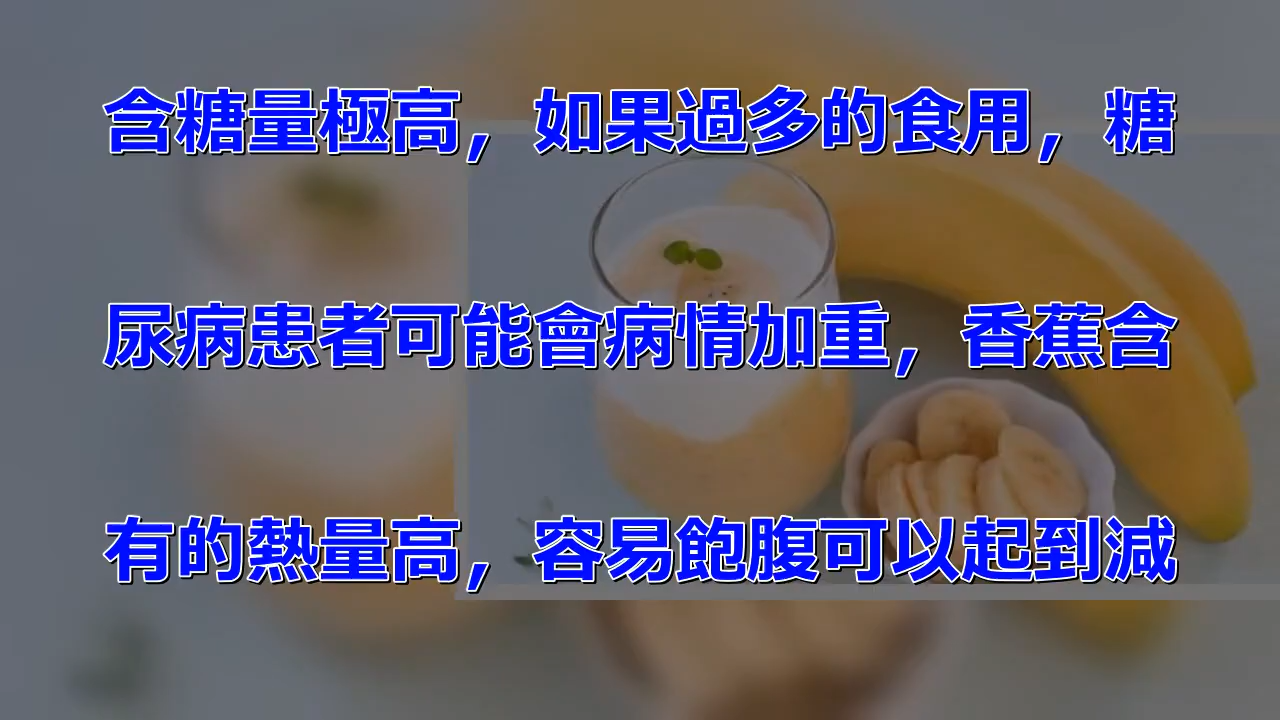 含糖量極高，如果過多的食用，糖
尿病患者可能會病情加重，香蕉含
有的熱量高，容易飽腹可以起到減